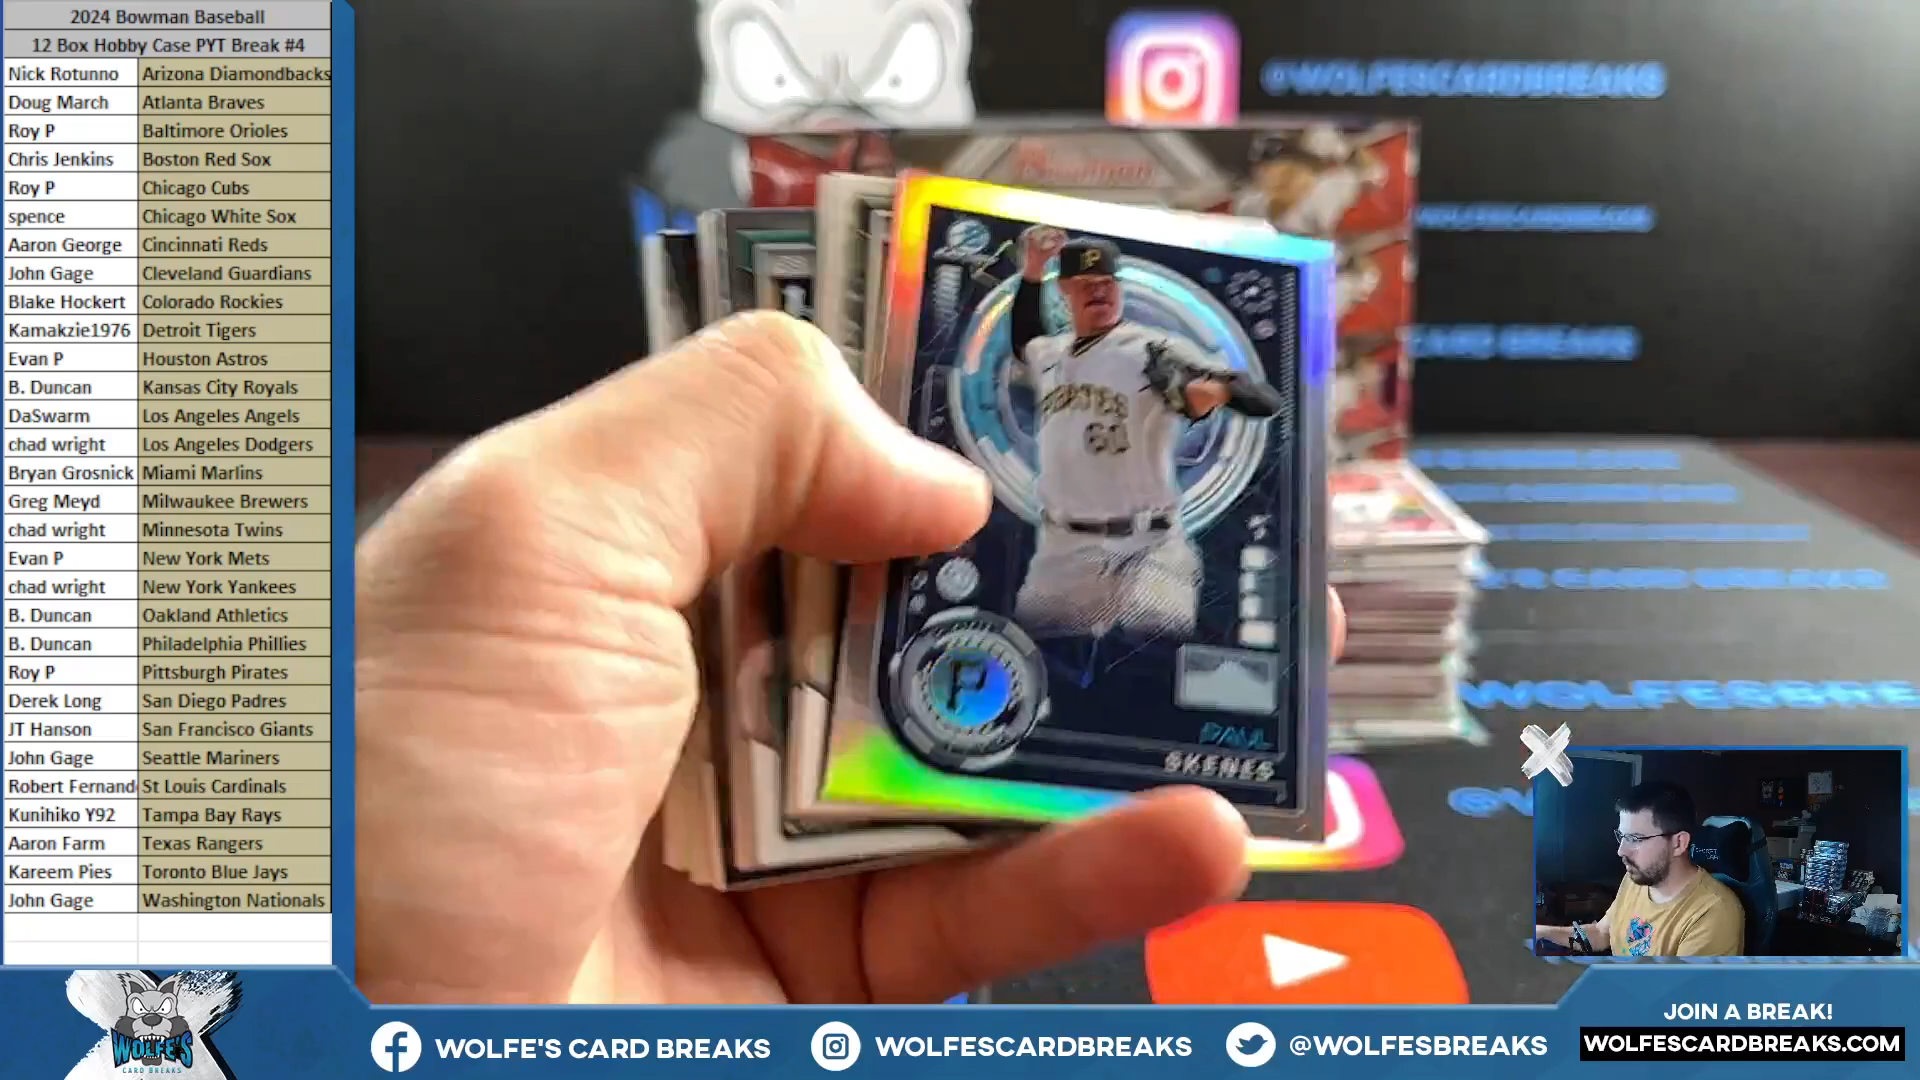 2024 Bowman Baseball
12 Box Hobby Case PYT Break #4
Nick Rotunno Arizona Diamondbacks
Doug March Atlanta Braves
Roy P Baltimore Orioles
Chris Jenkins Boston Red Sox
Roy P Chicago Cubs
spence Chicago White Sox
Aaron George Cincinnati Reds
John Gage Cleveland Guardians
Blake Hockert Colorado Rockies
Kamakzie1976 Detroit Tigers
Evan P Houston Astros
B. Duncan Kansas City Royals
DaSwarm Los Angeles Angels
chad wright Los Angeles Dodgers
Bryan Grosnick Miami Marlins
Greg Meyd Milwaukee Brewers
chad wright Minnesota Twins
Evan P New York Mets
chad wright New York Yankees
B. Duncan Oakland Athletics
B. Duncan Philadelphia Phillies
Roy P Pittsburgh Pirates
Derek Long San Diego Padres
JT Hanson San Francisco Giants
John Gage Seattle Mariners
Robert Fernand St Louis Cardinals
Kunihiko Y92 Tampa Bay Rays
Aaron Farm Texas Rangers
Kareem Pies Toronto Blue Jays
John Gage Washington Nationals
@WOLFESCARDBREAKS
Bowman
P
PIRATES
60
P
PAUL
SKENES
CARD BREAKS
WOLFE'S
CARD BREAKS
WOLFE'S CARD BREAKS
WOLFESCARDBREAKS
@WOLFESBREAKS
JOIN A BREAK!
WOLFESCARDBREAKS.COM